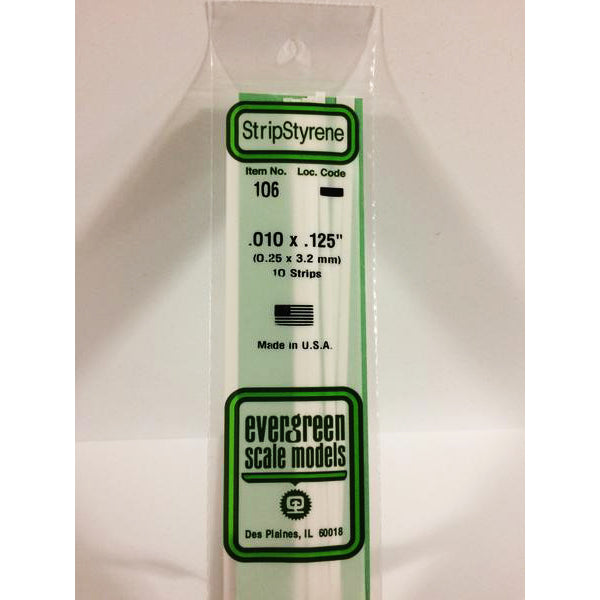 StripStyrene
Item No. Loc. Code
106
.010 x .125"
(0.25 x 3.2 mm)
10 Strips
Made in U.S.A.
evergreen
scale models
Des Plaines, IL 60018